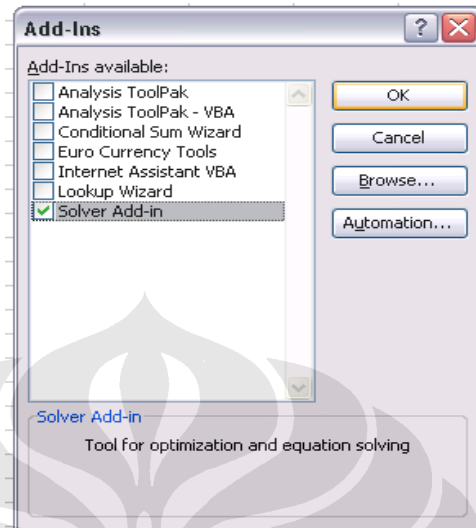 Add-Ins
Add-Ins available:
Analysis ToolPak
Analysis ToolPak - VBA
Conditional Sum Wizard
Euro Currency Tools
Internet Assistant VBA
Lookup Wizard
Solver Add-in
OK
Cancel
Browse...
Automation...
Solver Add-in
Tool for optimization and equation solving